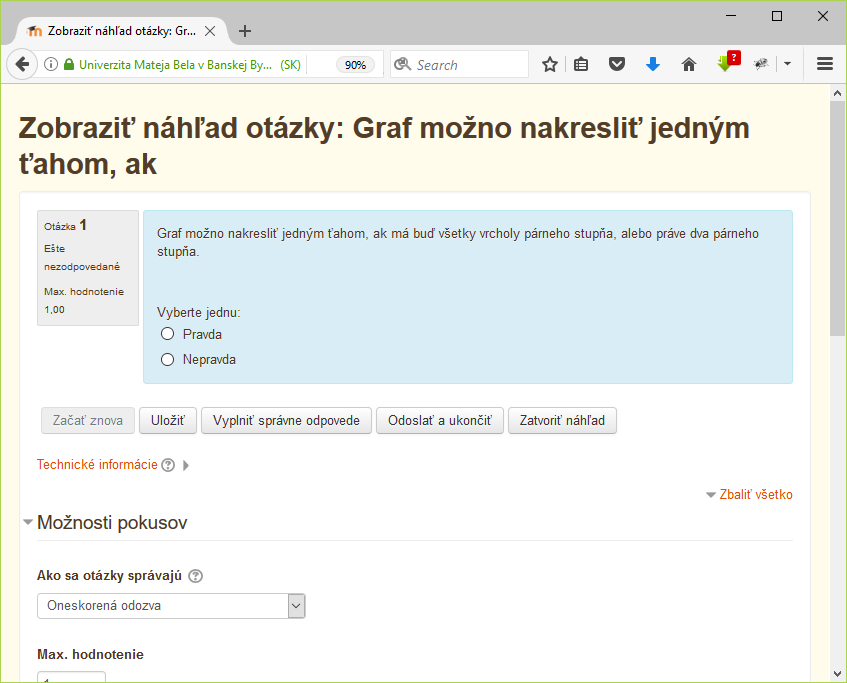 Zobraziť náhľad otázky: Gr...
Univerzita Mateja Bela v Banskej By... (SK)
90%
Search
?
Zobraziť náhľad otázky: Graf možno nakresliť jedným
ťahom, ak
Otázka 1
Ešte
nezodpovedané
Max. hodnotenie
1,00
Graf možno nakresliť jedným ťahom, ak má buď všetky vrcholy párneho stupňa, alebo práve dva párneho
stupňa.
Vyberte jednu:
Pravda
Nepravda
Začať znova
Uložiť
Vyplniť správne odpovede
Odoslať a ukončiť
Zatvoriť náhľad
Technické informácie ?
Zbaliť všetko
Možnosti pokusov
Ako sa otázky správajú ?
Oneskorená odozva
Max. hodnotenie